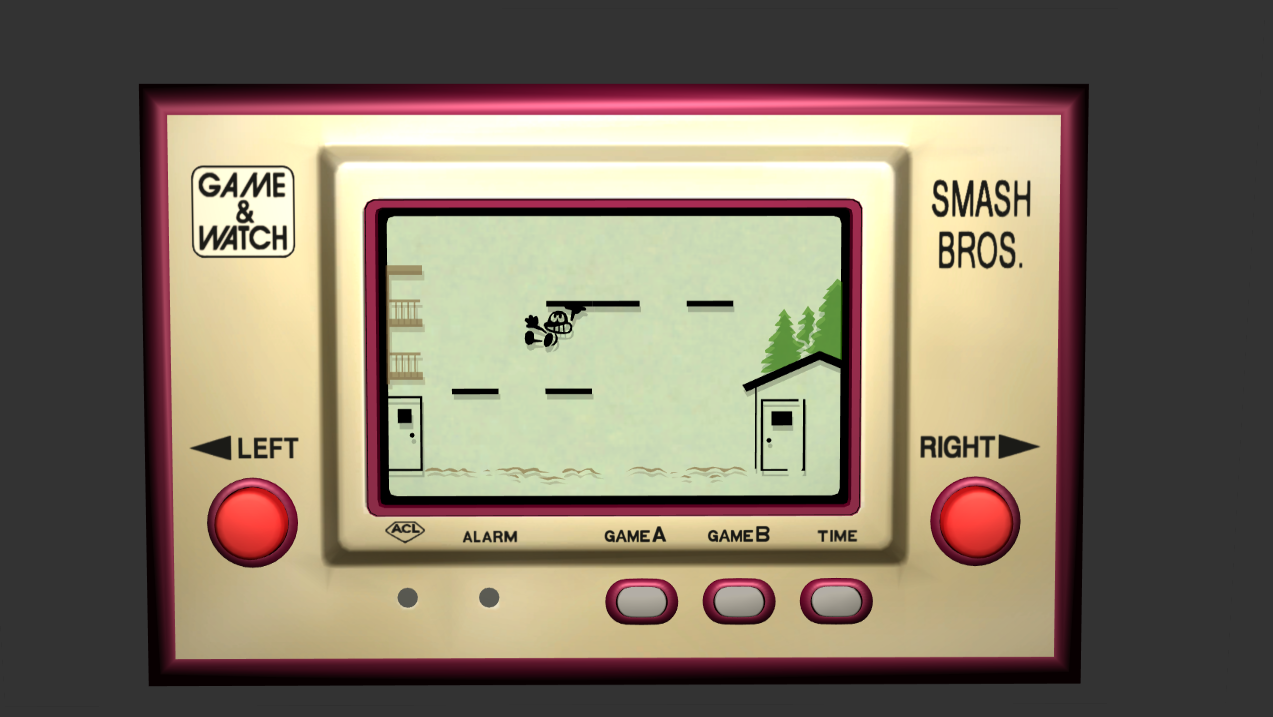 GAME
&
WATCH
SMASH
BROS.
◀LEFT
RIGHT▶
ACL
ALARM
GAME A
GAME B
TIME